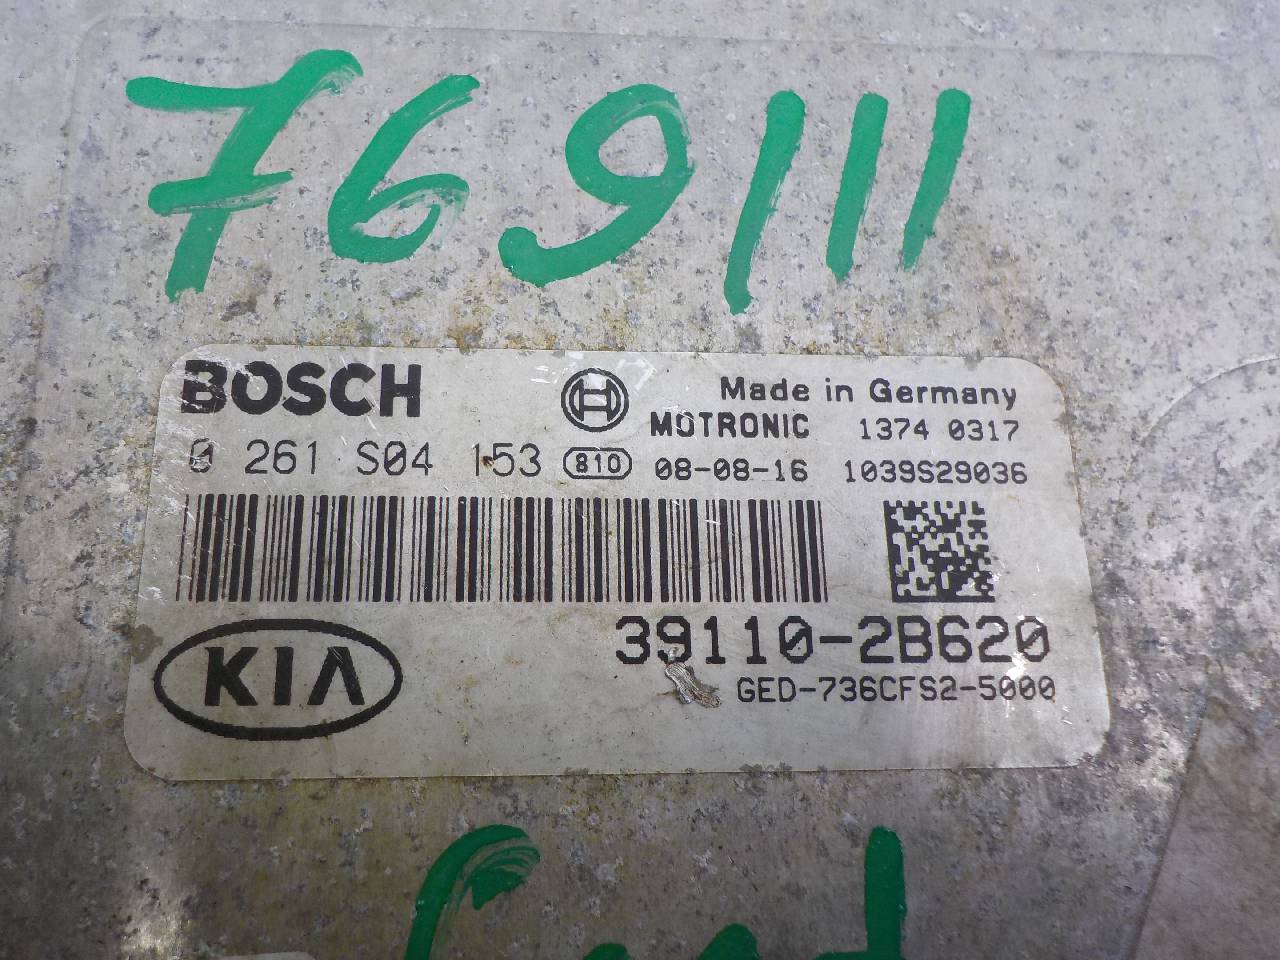 769111
BOSCH Made in Germany
MOTRONIC 1374 0317
0 261 S04 153 810 08-08-16 1039S29036
KIA 39110-2B620
GED-736CFS2-5000